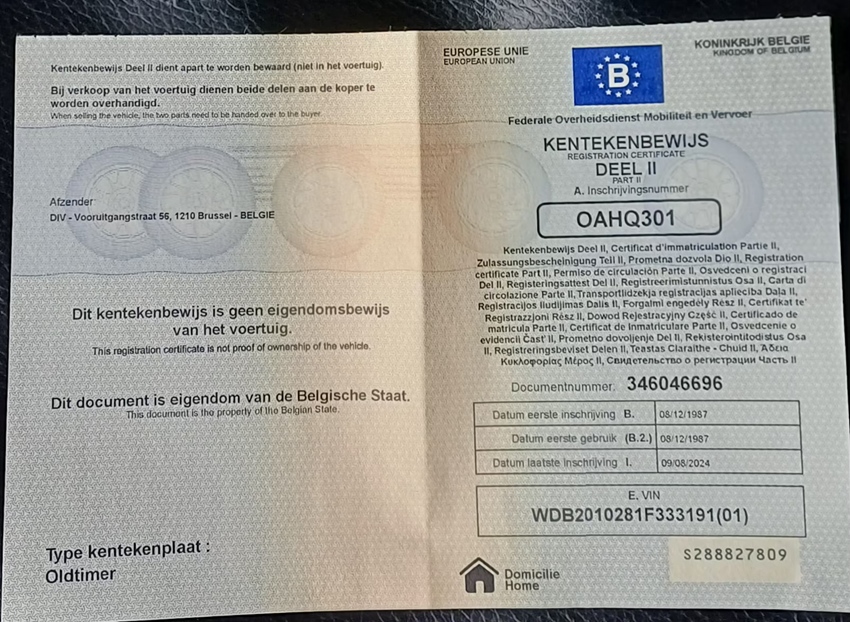 Kentekenbewijs Deel II dient apart te worden bewaard (niet in het voertuig).
Bij verkoop van het voertuig dienen beide delen aan de koper te
worden overhandigd.
When selling the vehicle, the two parts need to be handed over to the buyer.
Afzender
DIV - Vooruitgangstraat 56, 1210 Brussel - BELGIE
Dit kentekenbewijs is geen eigendomsbewijs
van het voertuig.
This registration certificate is not proof of ownership of the vehicle.
Dit document is eigendom van de Belgische Staat.
This document is the property of the Belgian State.
Type kentekenplaat :
Oldtimer
EUROPESE UNIE
EUROPEAN UNION
B
KONINKRIJK BELGIE
KINGDOM OF BELGIUM
Federale Overheidsdienst Mobiliteit en Vervoer
KENTEKENBEWIJS
REGISTRATION CERTIFICATE
DEEL II
PART II
A. Inschrijvingsnummer
OAHQ301
Kentekenbewijs Deel II, Certificat d'immatriculation Partie II,
Zulassungsbescheinigung Teil II, Prometna dozvola Dio II, Registration
certificate Part II, Permiso de circulación Parte II, Osvedceni o registraci
Del II, Registreringsattest Del II, Registreerimistunnistus Osa II, Carta di
circolazione Parte II, Transportlidzekja registracijas aplieciba Dala II,
Registracijos liudijimas Dalis II, Forgalmi engedély Rész II, Certifikat te'
Registrazzjoni Rész II, Dowod Rejestracyjny Część II, Certificado de
matricula Parte II, Certificat de Inmatriculare Parte II, Osvedcenie o
evidencii Čast' II, Prometno dovoljenje Del II, Rekisterointitodistus Osa
II, Registreringsbeviset Delen II, Teastas Claraithe - Chuid II, Άδεια
Κυκλοφορίας Μέρος II, Свидетельство о регистрации Часть II
Documentnummer. 346046696
Datum eerste inschrijving B. 08/12/1987
Datum eerste gebruik (B.2.) 08/12/1987
Datum laatste inschrijving I. 09/08/2024
E. VIN
WDB2010281F333191(01)
S288827809
Domicilie
Home